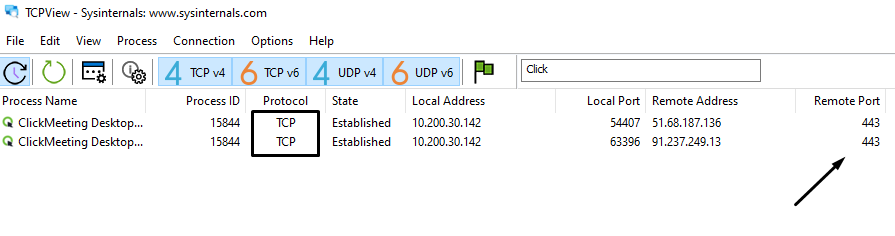 TCPView - Sysinternals: www.sysinternals.com
File Edit View Process Connection Options Help
4 TCP v4 6 TCP v6 4 UDP v4 6 UDP v6 Click
Process Name Process ID Protocol State Local Address Local Port Remote Address Remote Port
ClickMeeting Desktop... 15844 TCP Established 10.200.30.142 54407 51.68.187.136 443
ClickMeeting Desktop... 15844 TCP Established 10.200.30.142 63396 91.237.249.13 443